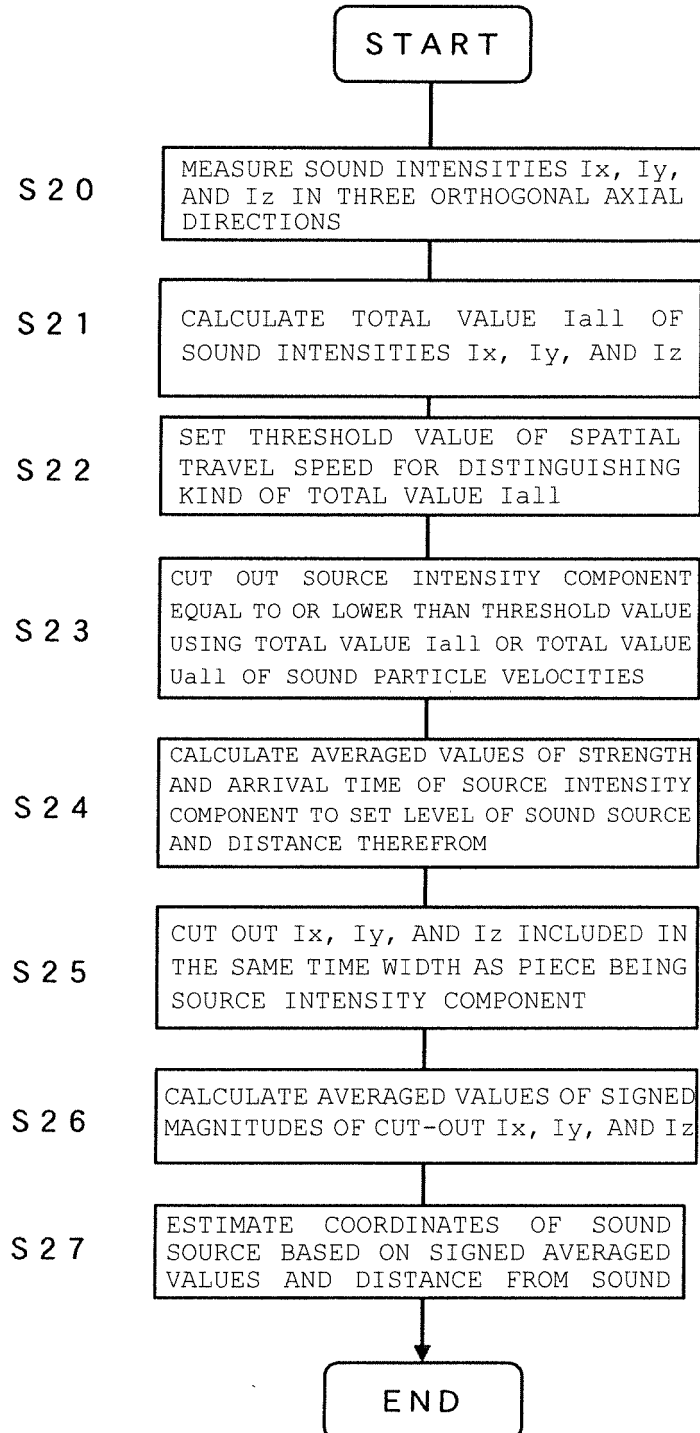 START
S20
MEASURE SOUND INTENSITIES Ix, Iy,
AND Iz IN THREE ORTHOGONAL AXIAL
DIRECTIONS
S21
CALCULATE TOTAL VALUE Iall OF
SOUND INTENSITIES Ix, Iy, AND Iz
S22
SET THRESHOLD VALUE OF SPATIAL
TRAVEL SPEED FOR DISTINGUISHING
KIND OF TOTAL VALUE Iall
S23
CUT OUT SOURCE INTENSITY COMPONENT
EQUAL TO OR LOWER THAN THRESHOLD VALUE
USING TOTAL VALUE Iall OR TOTAL VALUE
Uall OF SOUND PARTICLE VELOCITIES
S24
CALCULATE AVERAGED VALUES OF STRENGTH
AND ARRIVAL TIME OF SOURCE INTENSITY
COMPONENT TO SET LEVEL OF SOUND SOURCE
AND DISTANCE THEREFROM
S25
CUT OUT Ix, Iy, AND Iz INCLUDED IN
THE SAME TIME WIDTH AS PIECE BEING
SOURCE INTENSITY COMPONENT
S26
CALCULATE AVERAGED VALUES OF SIGNED
MAGNITUDES OF CUT-OUT Ix, Iy, AND Iz
S27
ESTIMATE COORDINATES OF SOUND
SOURCE BASED ON SIGNED AVERAGED
VALUES AND DISTANCE FROM SOUND
END